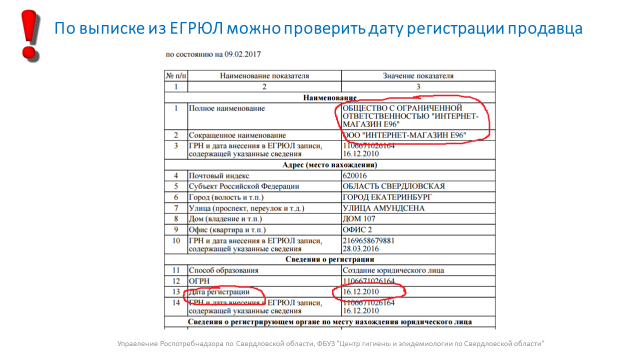 По выписке из ЕГРЮЛ можно проверить дату регистрации продавца
по состоянию на 09.02.2017
№ п/п Наименование показателя Значение показателя
1 2 3
Наименование
1 Полное наименование ОБЩЕСТВО С ОГРАНИЧЕННОЙ
ОТВЕТСТВЕННОСТЬЮ "ИНТЕРНЕТ-
МАГАЗИН Е96"
2 Сокращенное наименование ООО "ИНТЕРНЕТ-МАГАЗИН Е96"
3 ГРН и дата внесения в ЕГРЮЛ записи, 1106671026164
содержащей указанные сведения 16.12.2010
Адрес (место нахождения)
4 Почтовый индекс 620016
5 Субъект Российской Федерации ОБЛАСТЬ СВЕРДЛОВСКАЯ
6 Город (волость и т.п.) ГОРОД ЕКАТЕРИНБУРГ
7 Улица (проспект, переулок и т.д.) УЛИЦА АМУНДСЕНА
8 Дом (владение и т.п.) ДОМ 107
9 Офис (квартира и т.п.) ОФИС 2
10 ГРН и дата внесения в ЕГРЮЛ записи, 2169658679881
содержащей указанные сведения 28.03.2016
Сведения о регистрации
11 Способ образования Создание юридического лица
12 ОГРН 1106671026164
13 Дата регистрации 16.12.2010
14 ГРН и дата внесения в ЕГРЮЛ записи, 1106671026164
содержащей указанные сведения 16.12.2010
Сведения о регистрирующем органе по месту нахождения юридического лица
Управление Роспотребнадзора по Свердловской области, ФБУЗ "Центр гигиены и эпидемиологии по Свердловской области"